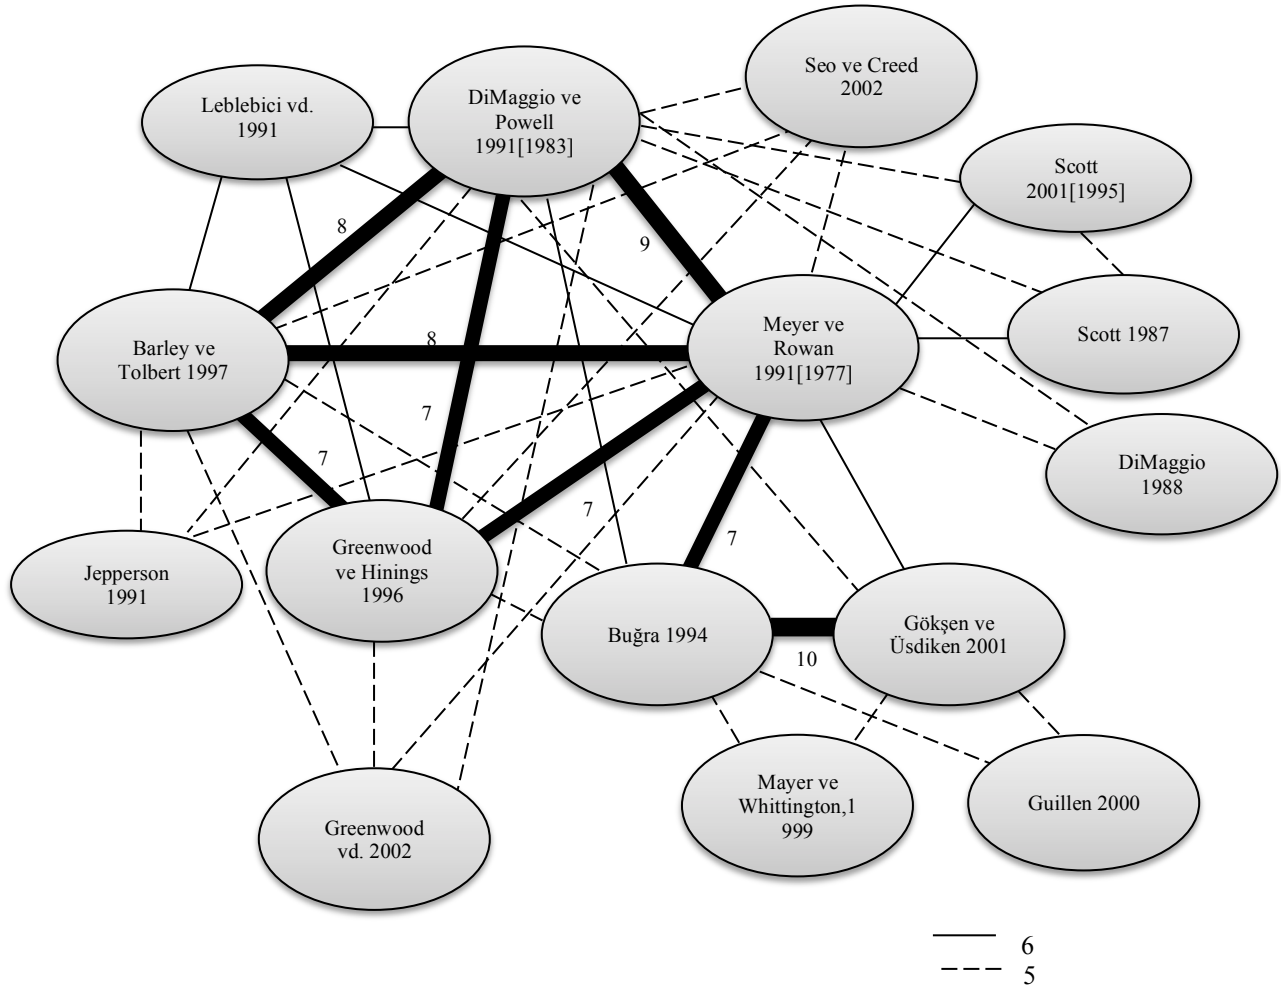 Seo ve Creed
2002
Leblebici vd.
1991
DiMaggio ve
Powell
1991[1983]
Scott
2001[1995]
8
9
Barley ve
Tolbert 1997
8
Meyer ve
Rowan
1991[1977]
Scott 1987
7
7
DiMaggio
1988
7
7
Jepperson
1991
Greenwood
ve Hinings
1996
Buğra 1994
10
Gökşen ve
Üsdiken 2001
Greenwood
vd. 2002
Mayer ve
Whittington,1
999
Guillen 2000
6
5